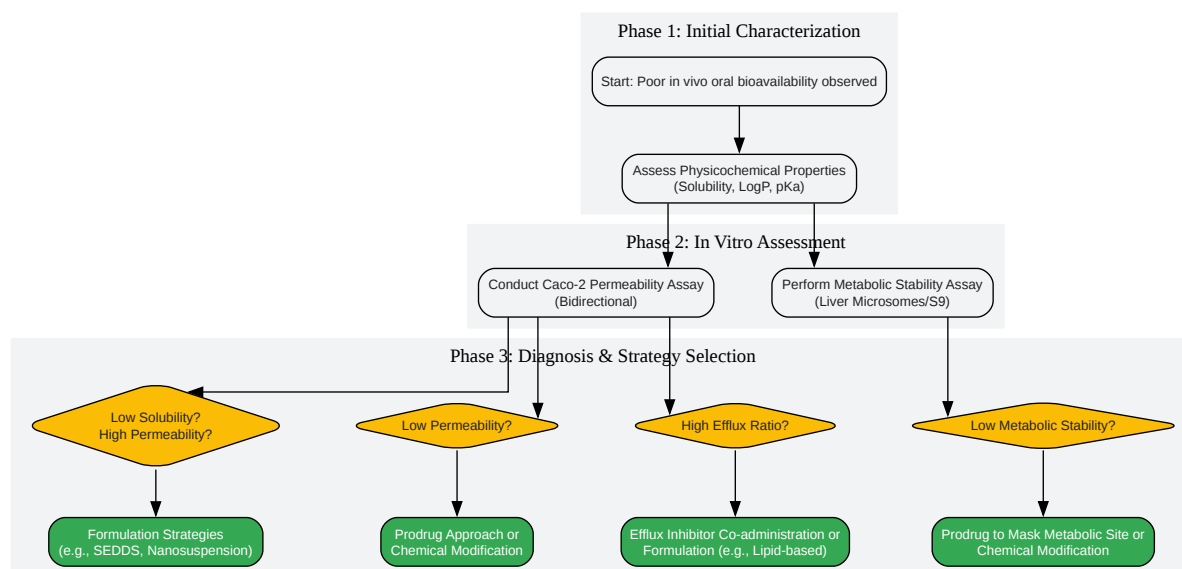 Phase 1: Initial Characterization
Start: Poor in vivo oral bioavailability observed
Assess Physicochemical Properties
(Solubility, LogP, pKa)
Phase 2: In Vitro Assessment
Conduct Caco-2 Permeability Assay
(Bidirectional)
Perform Metabolic Stability Assay
(Liver Microsomes/S9)
Phase 3: Diagnosis & Strategy Selection
Low Solubility?
High Permeability?
Low Permeability?
High Efflux Ratio?
Low Metabolic Stability?
Formulation Strategies
(e.g., SEDDS, Nanosuspension)
Prodrug Approach or
Chemical Modification
Efflux Inhibitor Co-administration or
Formulation (e.g., Lipid-based)
Prodrug to Mask Metabolic Site or
Chemical Modification